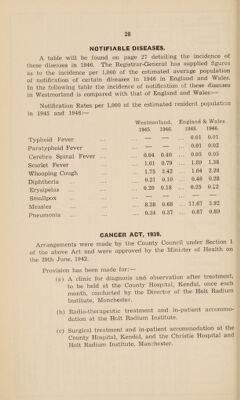 28
NOTIFIABLE DISEASES.
A table will be found on page 27 detailing the incidence of
these diseases in 1946. The Registrar-General has supplied figures
as to the incidence per 1,000 of the estimated average population
of notification of certain diseases in 1946 in England and Wales.
In the following table the incidence of notification of these diseases
in Westmorland is compared with that of England and Wales:—
Notification Rates per 1,000 of the estimated resident population
in 1945 and 1946:—
Westmorland. England & Wales
1945. 1946. 1945. 1946.
Typhoid Fever ... ... — — ... 0.01 0.01
Paratyphoid Fever ... — — ... 0.01 0.02
Cerebro Spinal Fever ... ... 0.04 0.46 ... 0.05 0.05
Scarlet Fever ... ... 1.61 0.79 ... 1.89 1.38
Whooping Cough ... ... 1.75 3.42 ... 1.64 2.28
Diphtheria ... ... 0.21 0.10 ... 0.46 0.28
Erysipelas ... ... 0.20 0.18 ... 0.25 0.22
Smallpox ... ... — — ... —
Measles ... ... 8.38 0.68 ... 11.67 3.92
Pneumonia ... ... 0.34 0.37 ... 0.87 0.89
CANCER ACT, 1939.
Arrangements were made by the County Council under Section 1
of the above Act and were approved by the Minister of Health on
the 29th June, 1942.
Provision has been made for:—
(a) A clinic for diagnosis and observation after treatment,
to be held at the County Hospital, Kendal, once each
month, conducted by the Director of the Holt Radium
Institute, Manchester.
(b) Radio-therapeutic treatment and in-patient accommo-
dation at the Holt Radium Institute.
(c) Surgical treatment and in-patient accommodation at the
County Hospital, Kendal, and the Christie Hospital and
Holt Radium Institute, Manchester.